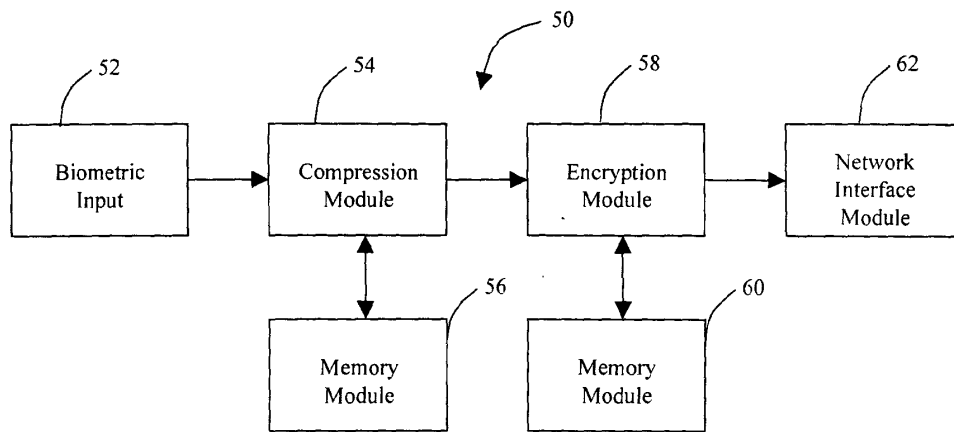 50
52
54
58
62
Biometric
Input
Compression
Module
Encryption
Module
Network
Interface
Module
56
60
Memory
Module
Memory
Module